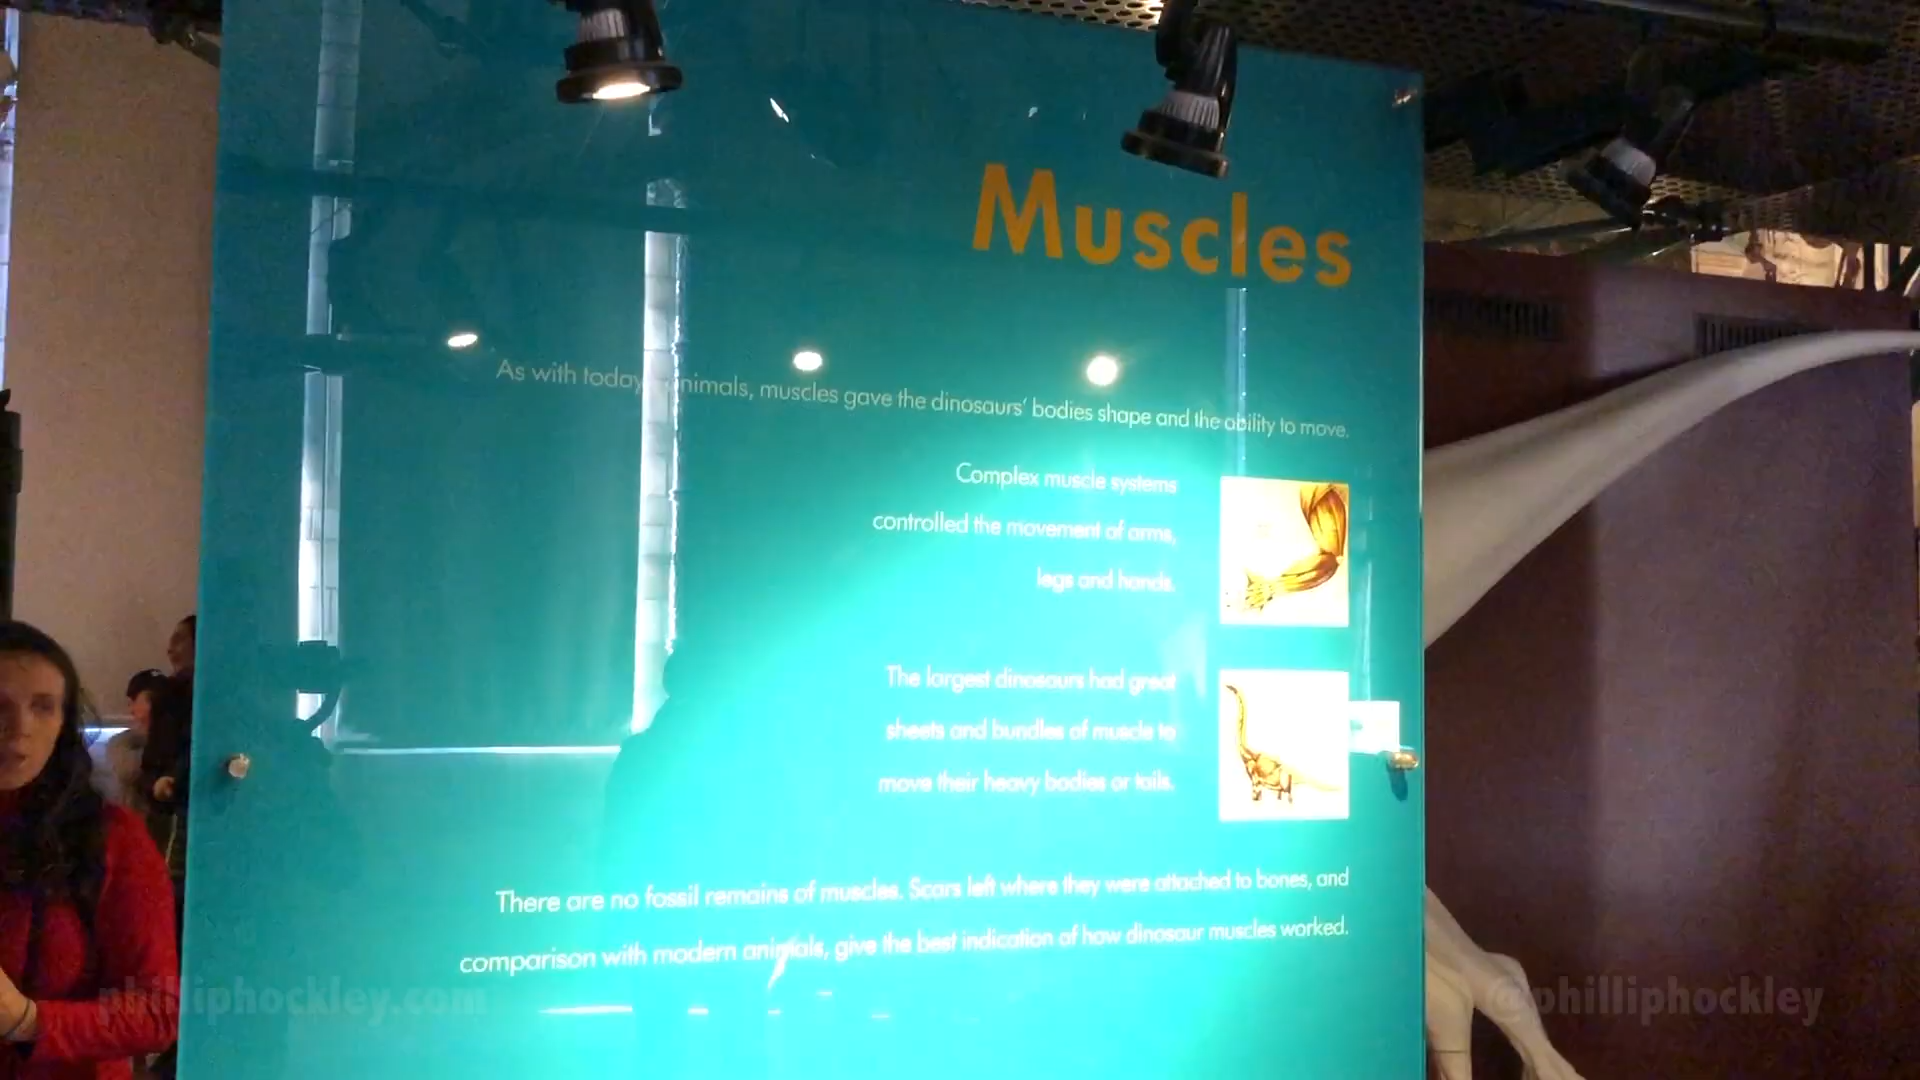 Muscles
As with today animals, muscles gave the dinosaurs' bodies shape and the ability to move.
Complex muscle systems
controlled the movement of arms,
legs and hands.
The largest dinosaurs had great
sheets and bundles of muscle to
move their heavy bodies or tails.
There are no fossil remains of muscles. Scars left where they were attached to bones, and
comparison with modern animals, give the best indication of how dinosaur muscles worked.
philliphockley.com
@philliphockley